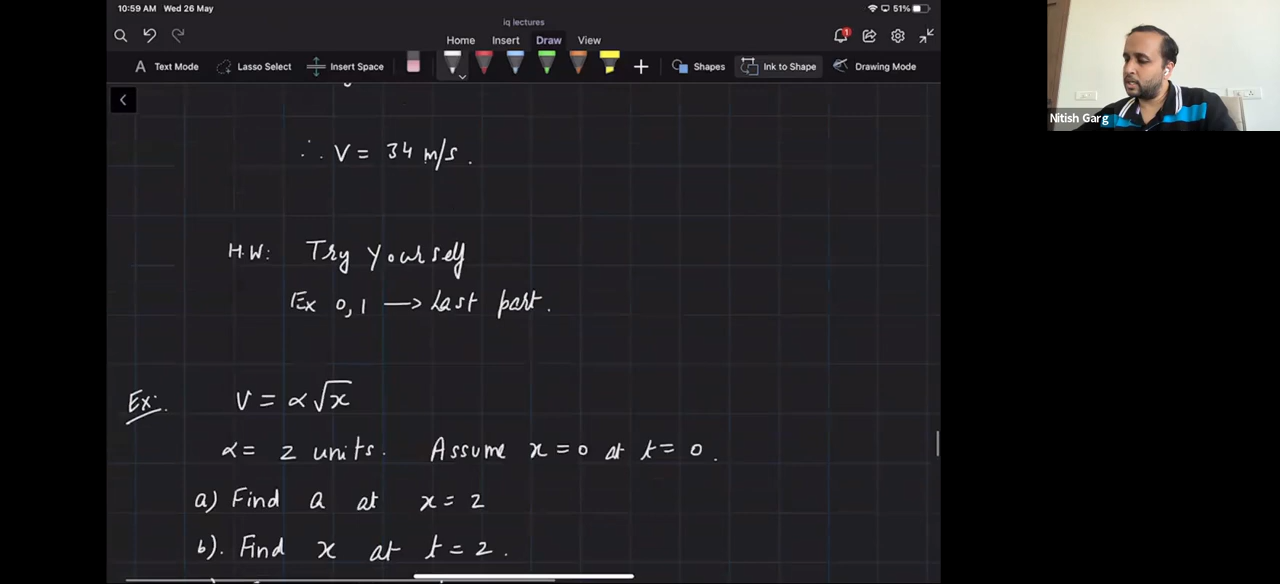 10:59 AM Wed 26 May
51%
iq lectures
Home Insert Draw View
1
Text Mode Lasso Select Insert Space Shapes Ink to Shape Drawing Mode
Nitish Garg
∴ V = 34 m/s.
H.W: Try Yourself
Ex 0,1 → Last part.
Ex: V = α√x
α = 2 units. Assume x = 0 at t = 0.
a) Find a at x = 2
b). Find x at t = 2.